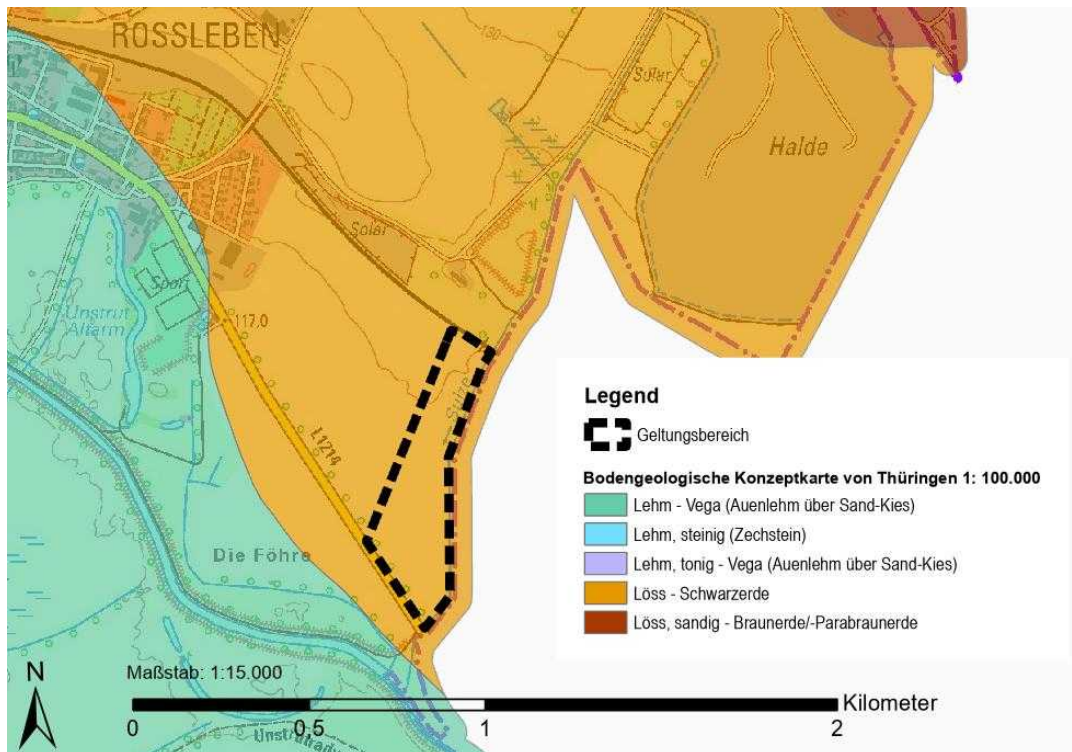 ROSSLEBEN
130
Solar
Halde
Solar
Sport
Unstrut
Altarm
117.0
Sülze
L1214
Die Föhre
Legend
Geltungsbereich
Bodengeologische Konzeptkarte von Thüringen 1: 100.000
Lehm - Vega (Auenlehm über Sand-Kies)
Lehm, steinig (Zechstein)
Lehm, tonig - Vega (Auenlehm über Sand-Kies)
Löss - Schwarzerde
Löss, sandig - Braunerde/-Parabraunerde
N
Maßstab: 1:15.000
Kilometer
0
0,5
1
2